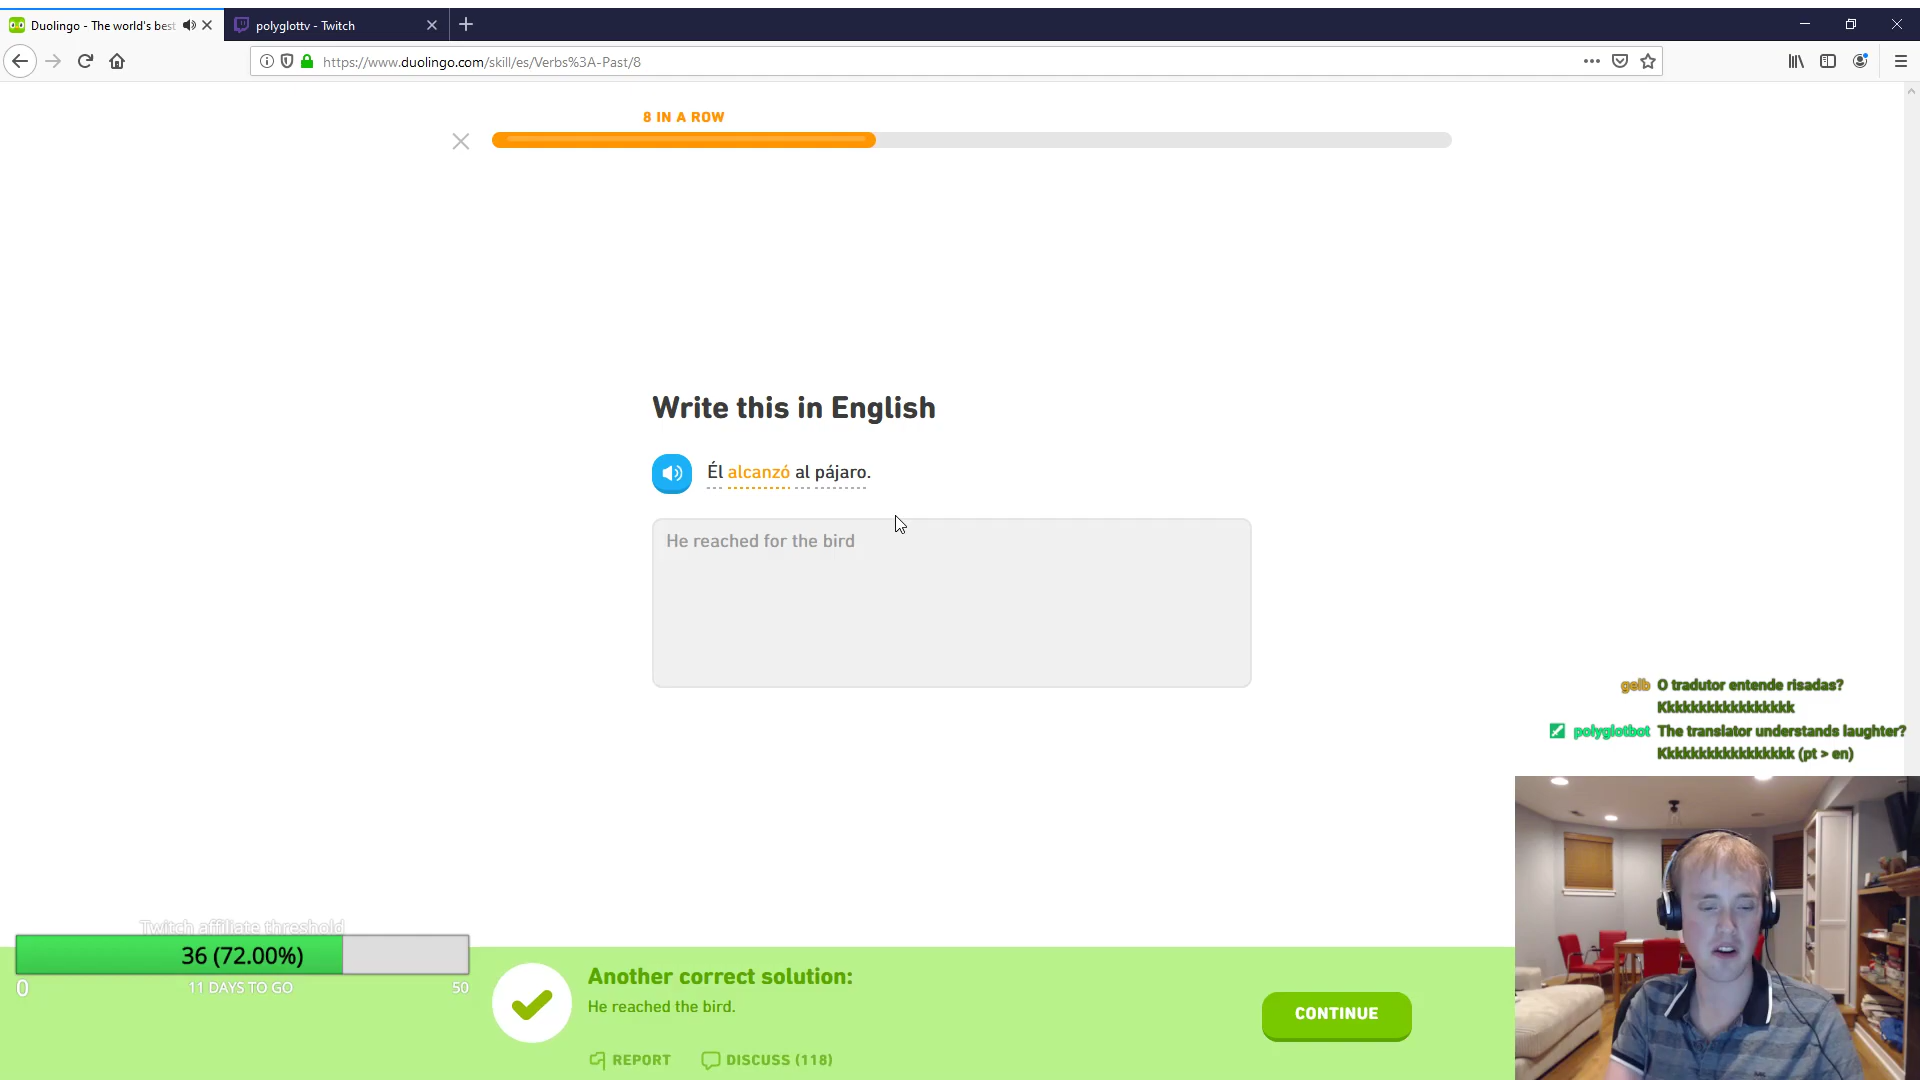 Duolingo - The world's best
polyglottv - Twitch
https://www.duolingo.com/skill/es/Verbs%3A-Past/8
8 IN A ROW
Write this in English
Él alcanzó al pájaro.
He reached for the bird
gelb O tradutor entende risadas?
Kkkkkkkkkkkkkkkkk
polyglotbot The translator understands laughter?
Kkkkkkkkkkkkkkkkk (pt > en)
Twitch affiliate threshold
36 (72.00%)
0 11 DAYS TO GO 50
Another correct solution:
He reached the bird.
REPORT DISCUSS (118)
CONTINUE